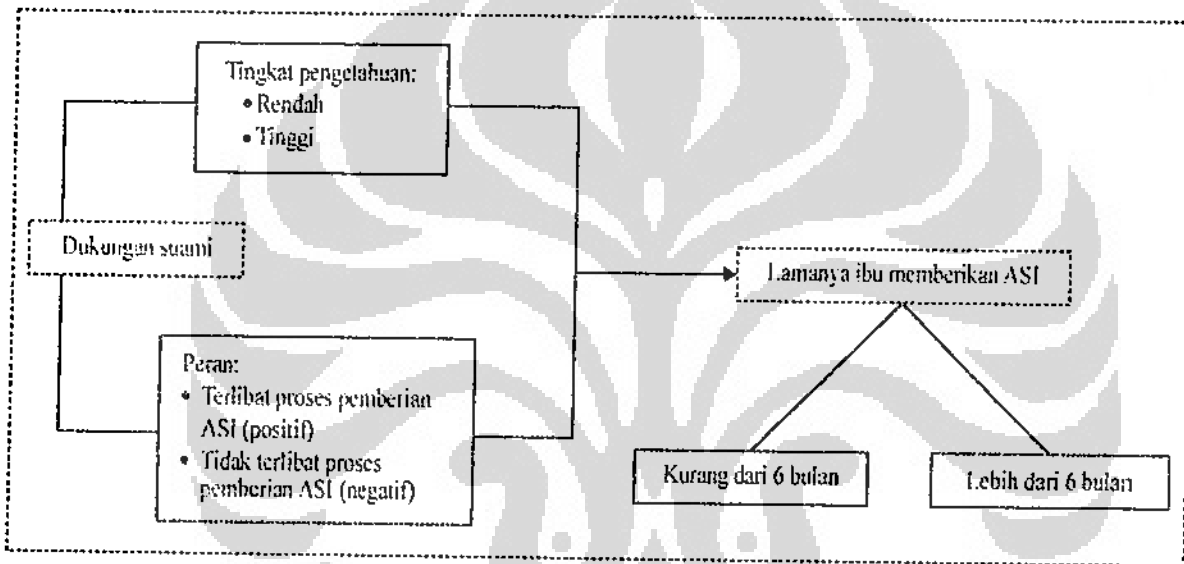 Tingkat pengetahuan:
• Rendah
• Tinggi
Dukungan suami
Peran:
• Terlibat proses pemberian
ASI (positif)
• Tidak terlibat proses
pemberian ASI (negatif)
Lamanya ibu memberikan ASI
Kurang dari 6 bulan
Lebih dari 6 bulan